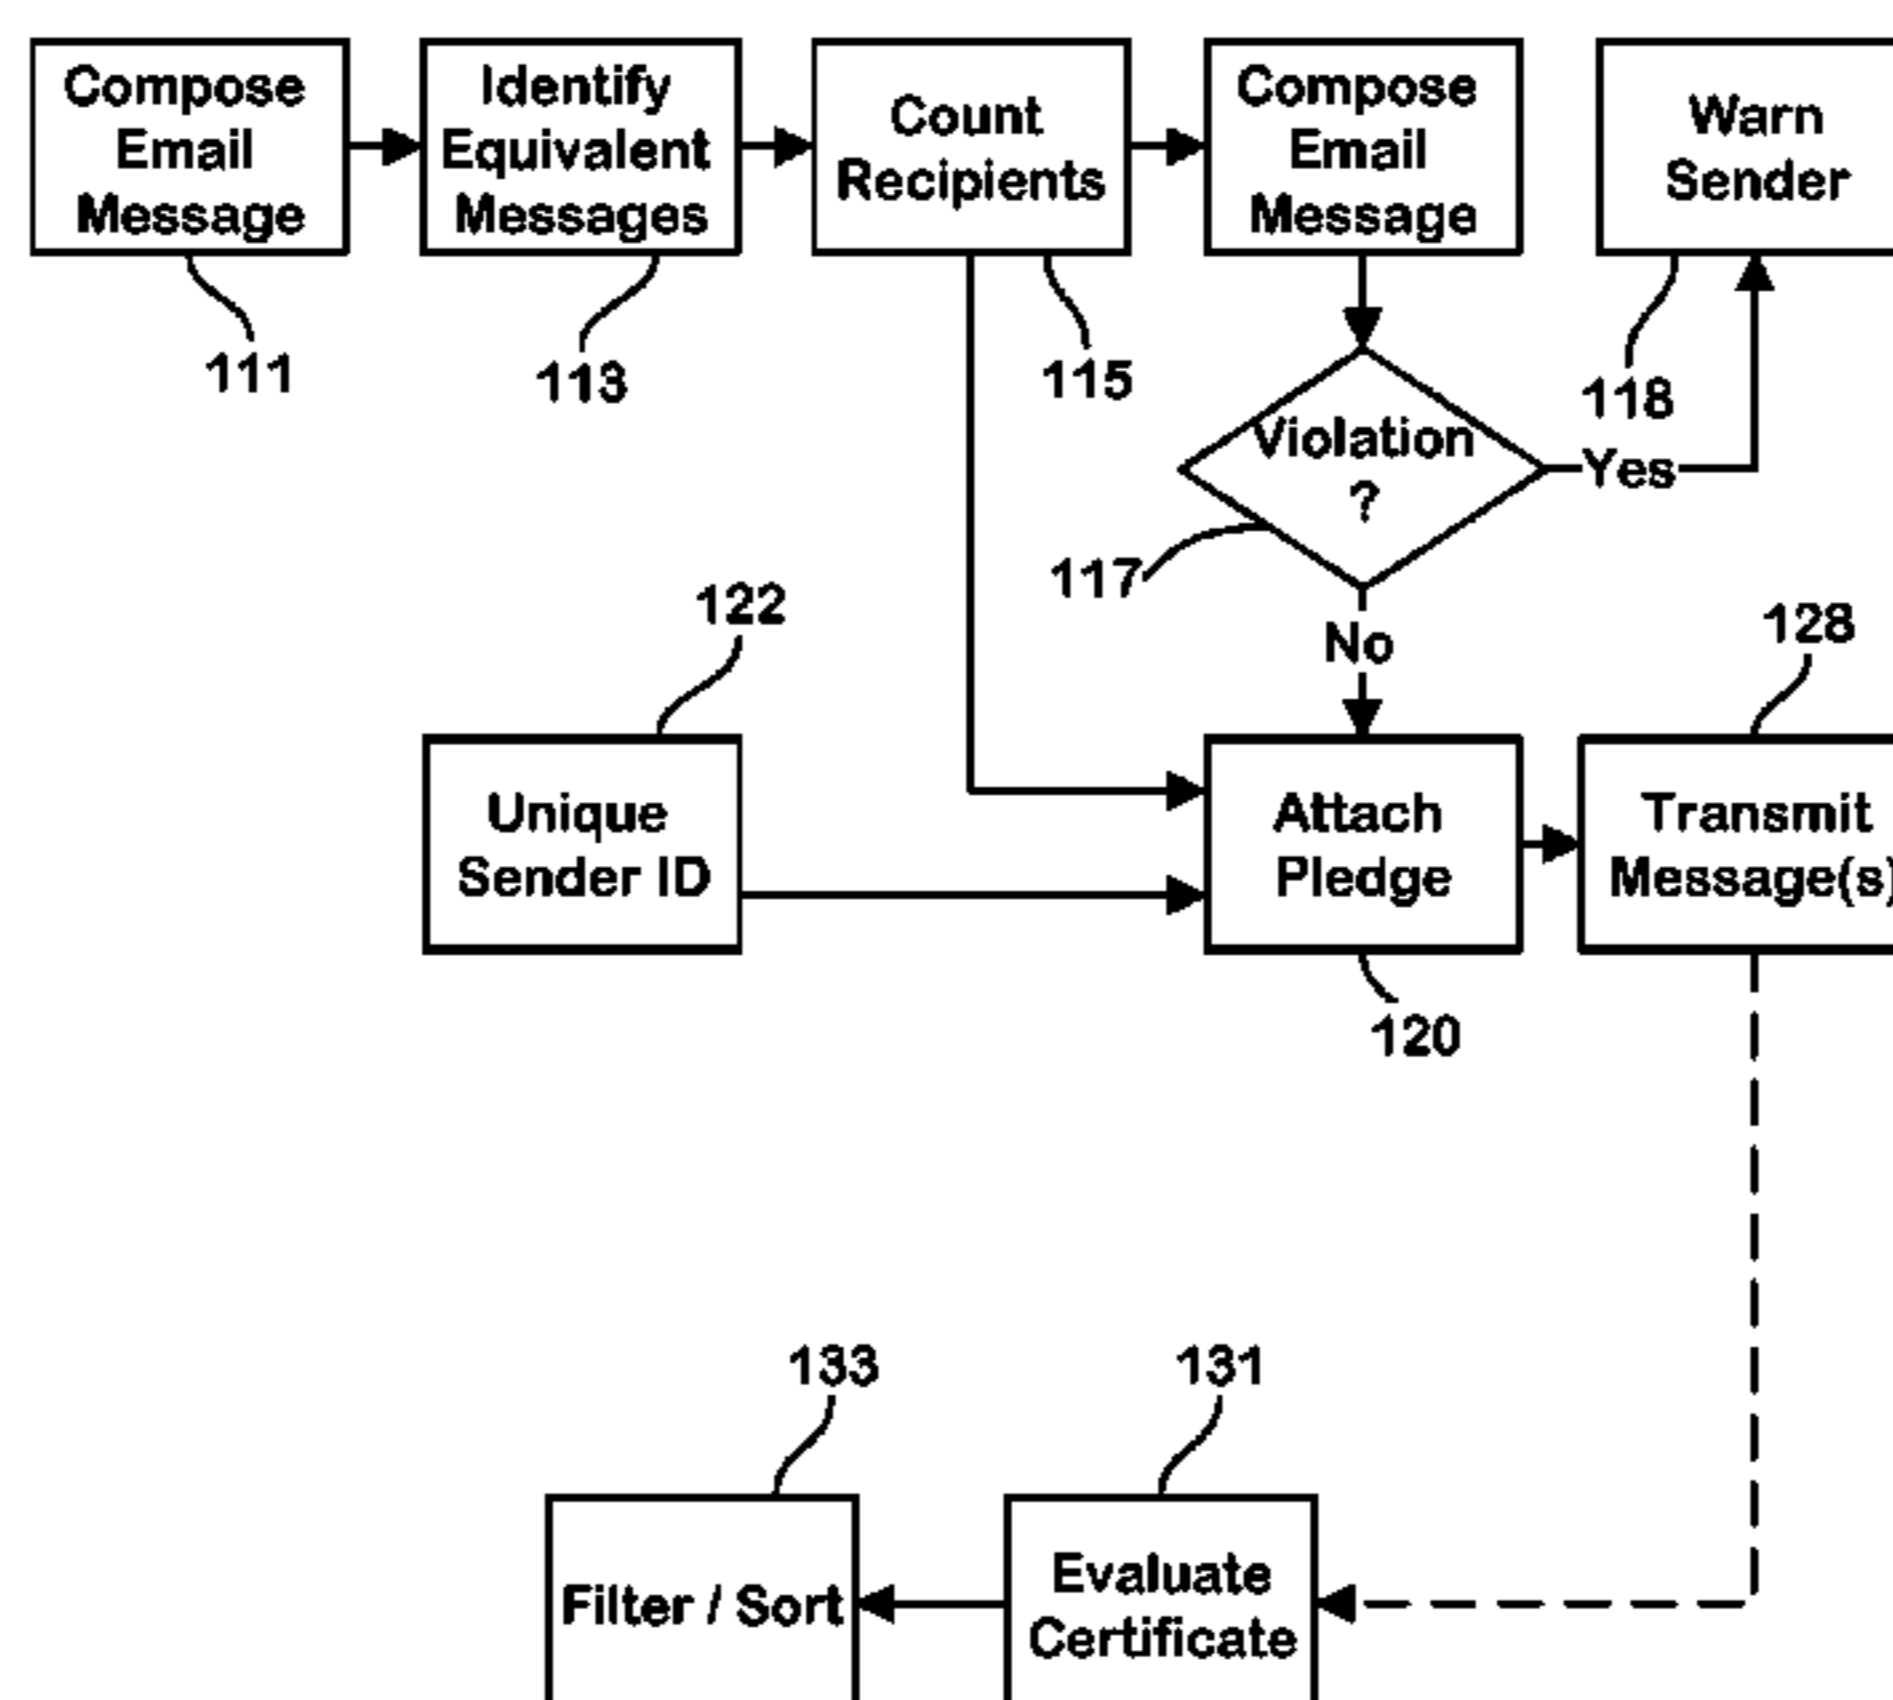 Compose
Email
Message
Identify
Equivalent
Messages
Count
Recipients
Compose
Email
Message
Warn
Sender
111
113
115
118
Violation
?
Yes
117
No
122
128
Unique
Sender ID
Attach
Pledge
Transmit
Message(s)
120
133
131
Filter / Sort
Evaluate
Certificate